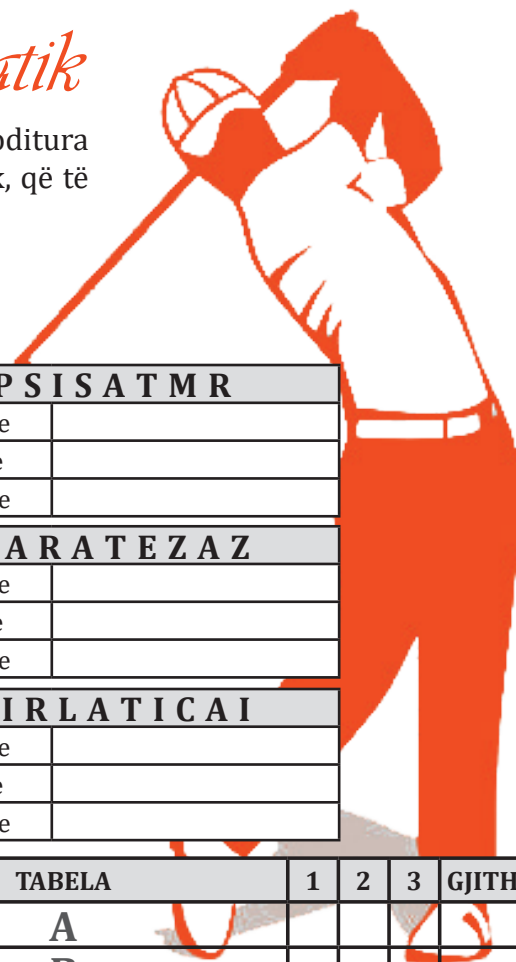 atik
oditura
k, që të
P S I S A T M R
e
e
e
A R A T E Z A Z
e
e
e
I R L A T I C A I
e
e
e
TABELA 1 2 3 GJITH
A